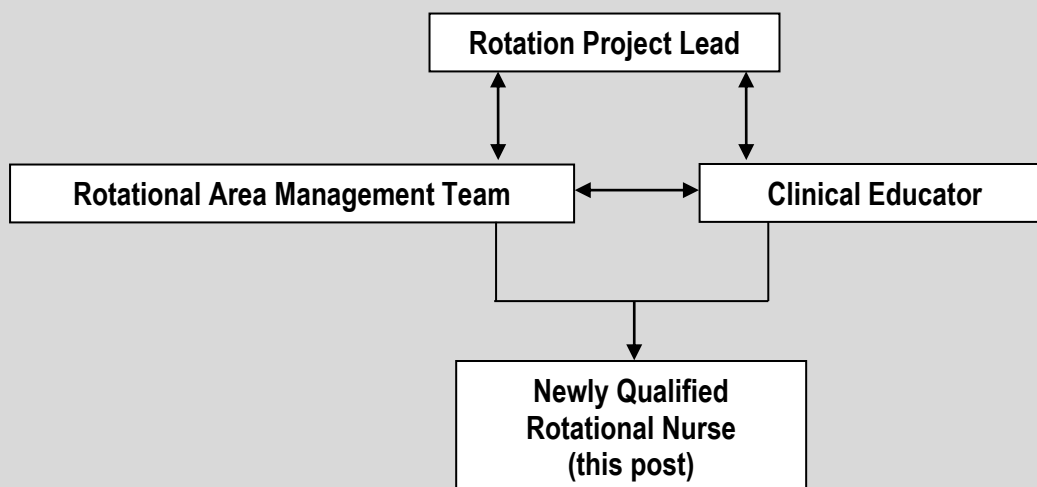 Rotation Project Lead
Rotational Area Management Team
Clinical Educator
Newly Qualified
Rotational Nurse
(this post)